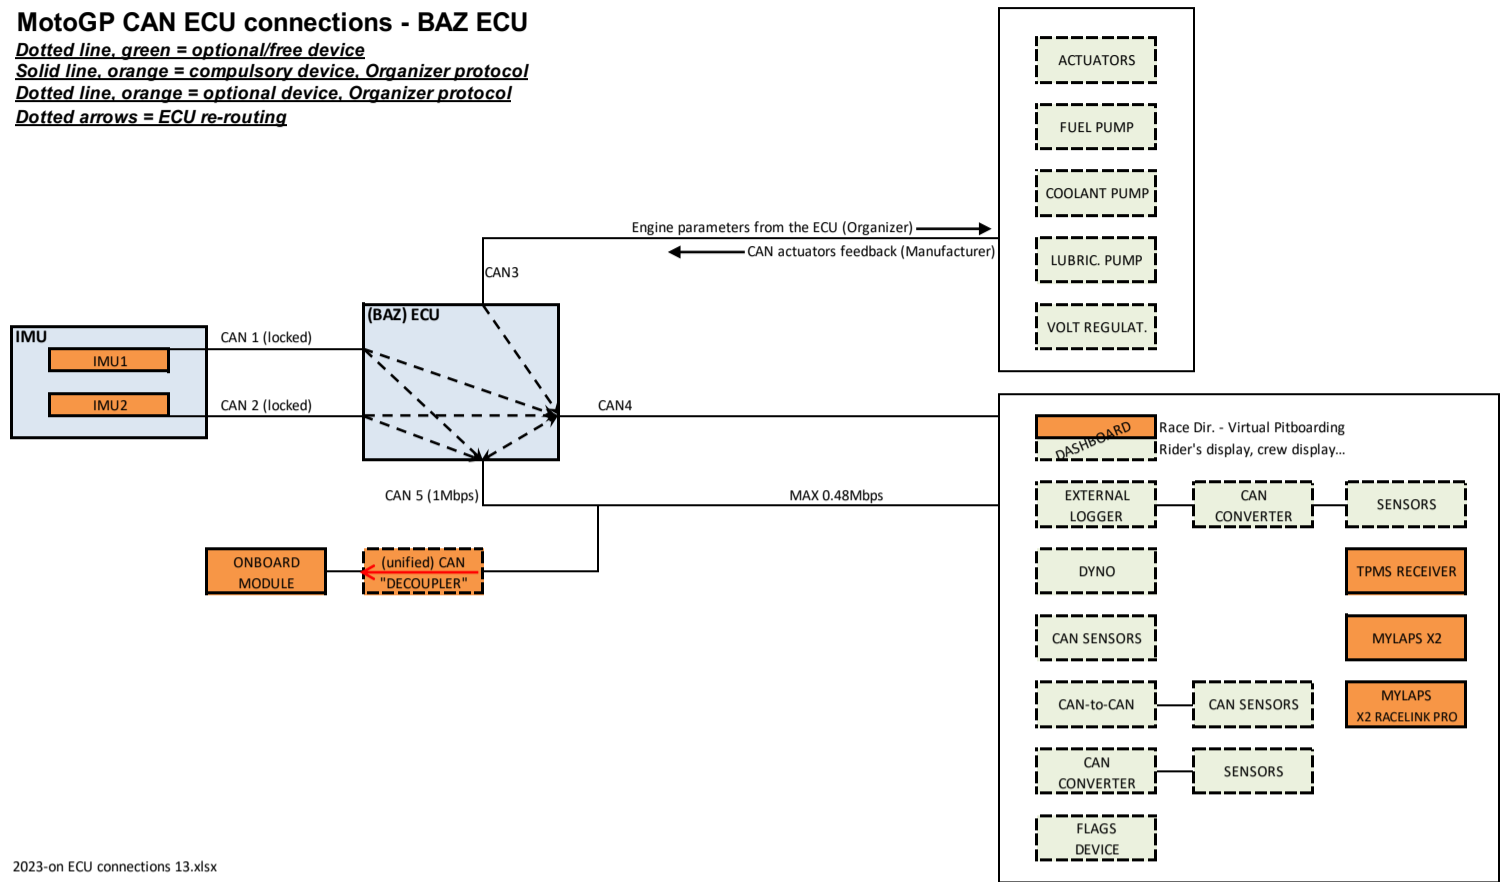 MotoGP CAN ECU connections - BAZ ECU
Dotted line, green = optional/free device
Solid line, orange = compulsory device, Organizer protocol
Dotted line, orange = optional device, Organizer protocol
Dotted arrows = ECU re-routing
ACTUATORS
FUEL PUMP
COOLANT PUMP
LUBRIC. PUMP
VOLT REGULAT.
Engine parameters from the ECU (Organizer)
CAN actuators feedback (Manufacturer)
CAN3
(BAZ) ECU
IMU
IMU1
IMU2
CAN 1 (locked)
CAN 2 (locked)
CAN4
CAN 5 (1Mbps)
MAX 0.48Mbps
ONBOARD
MODULE
(unified) CAN
"DECOUPLER"
DASHBOARD
Race Dir. - Virtual Pitboarding
Rider's display, crew display...
EXTERNAL
LOGGER
CAN
CONVERTER
SENSORS
DYNO
TPMS RECEIVER
CAN SENSORS
MYLAPS X2
CAN-to-CAN
CAN SENSORS
MYLAPS
X2 RACELINK PRO
CAN
CONVERTER
SENSORS
FLAGS
DEVICE
2023-on ECU connections 13.xlsx